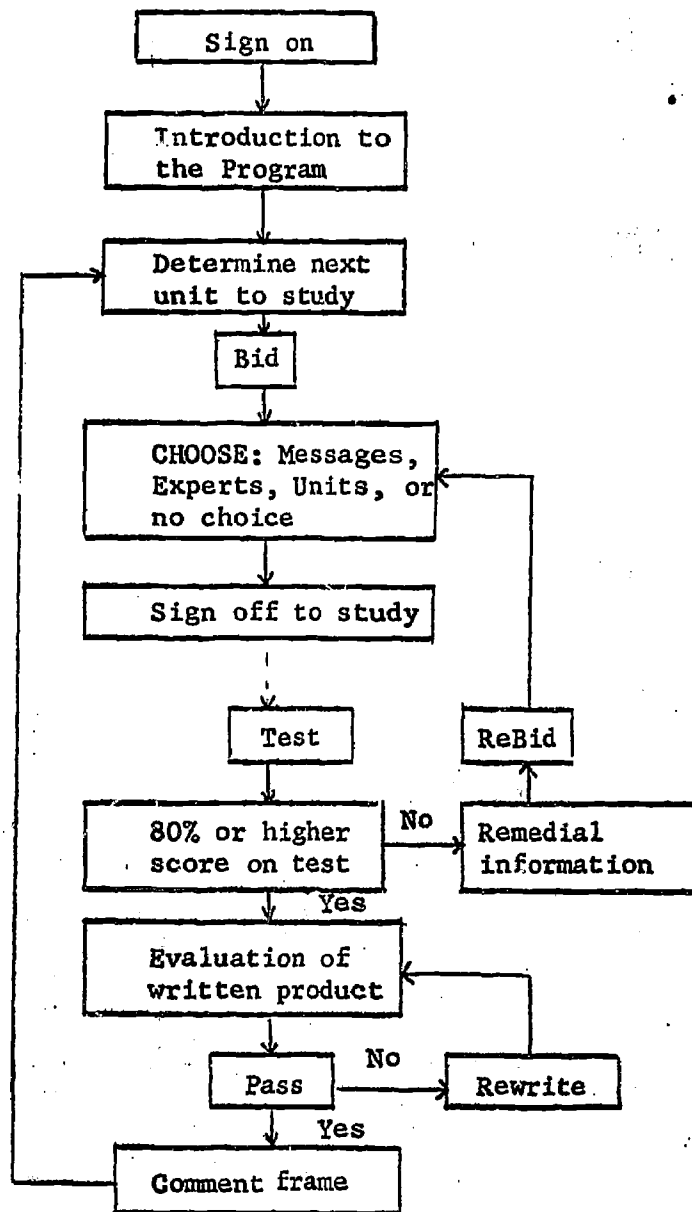 Sign on
Introduction to
the Program
Determine next
unit to study
Bid
CHOOSE: Messages,
Experts, Units, or
no choice
Sign off to study
Test
ReBid
80% or higher
score on test
No
Remedial
information
Yes
Evaluation of
written product
Pass
No
Rewrite
Yes
Comment frame